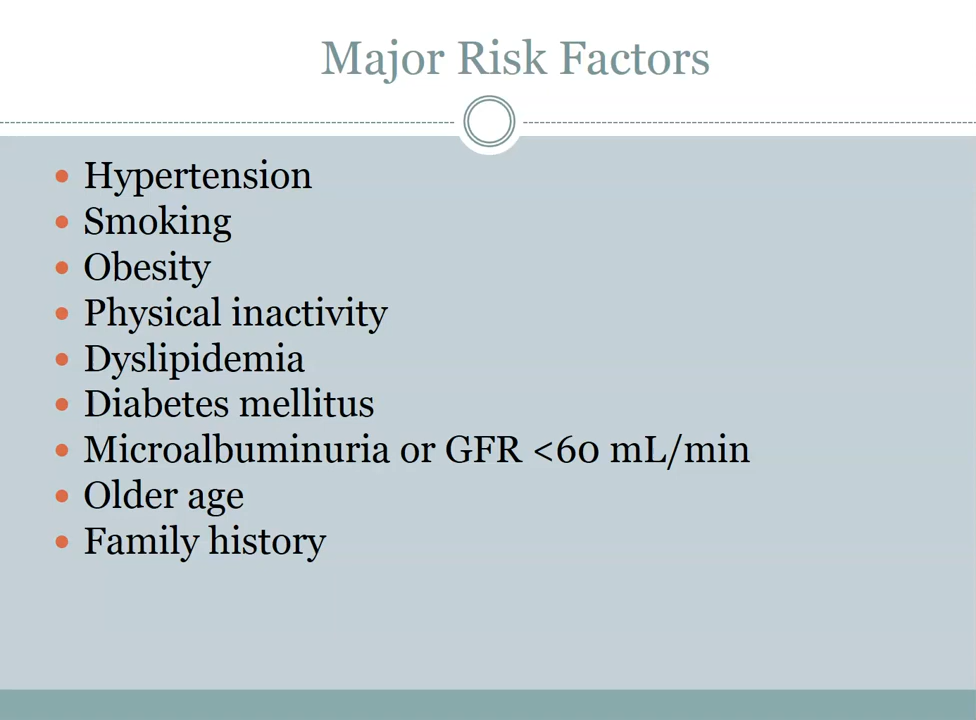 Major Risk Factors
• Hypertension
• Smoking
• Obesity
• Physical inactivity
• Dyslipidemia
• Diabetes mellitus
• Microalbuminuria or GFR <60 mL/min
• Older age
• Family history